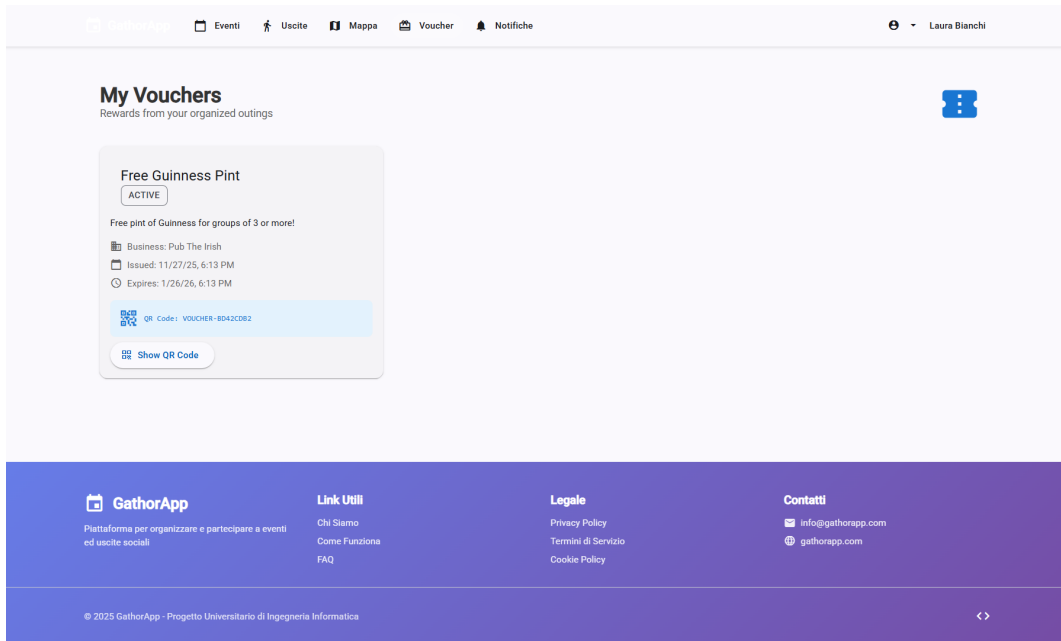 GathorApp Eventi Uscite Mappa Voucher Notifiche Laura Bianchi
My Vouchers
Rewards from your organized outings
Free Guinness Pint
ACTIVE
Free pint of Guinness for groups of 3 or more!
Business: Pub The Irish
Issued: 11/27/25, 6:13 PM
Expires: 1/26/26, 6:13 PM
QR Code: VOUCHER-BD42CDB2
Show QR Code
GathorApp
Piattaforma per organizzare e partecipare a eventi
ed uscite sociali
Link Utili
Chi Siamo
Come Funziona
FAQ
Legale
Privacy Policy
Termini di Servizio
Cookie Policy
Contatti
info@gathorapp.com
gathorapp.com
© 2025 GathorApp - Progetto Universitario di Ingegneria Informatica